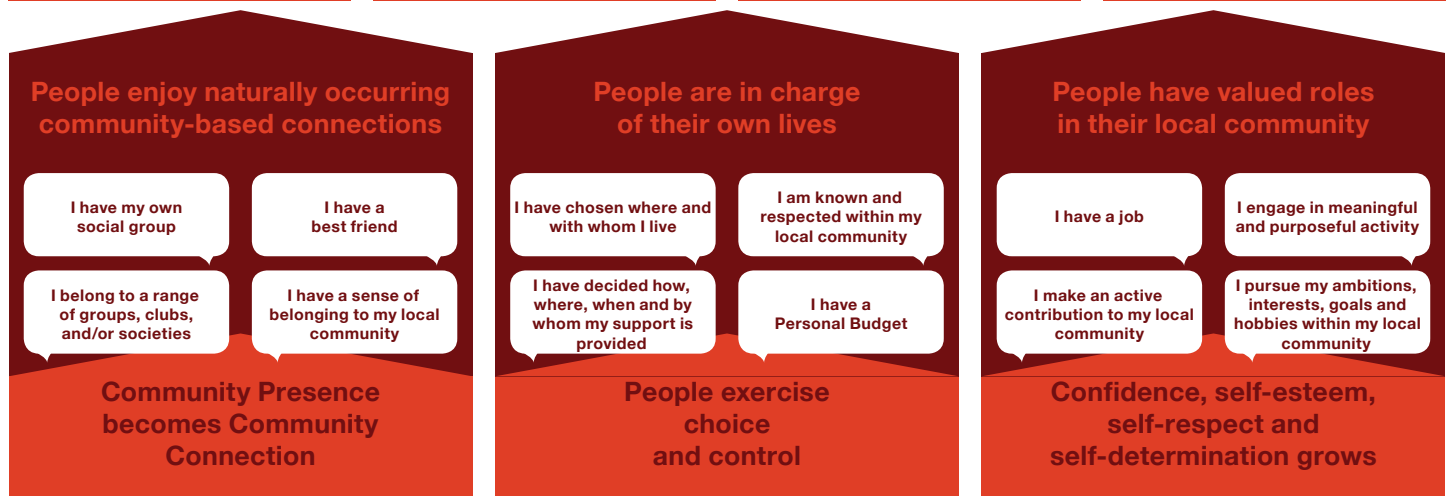 People enjoy naturally occurring
community-based connections
I have my own
social group
I have a
best friend
I belong to a range
of groups, clubs,
and/or societies
I have a sense of
belonging to my local
community
Community Presence
becomes Community
Connection
People are in charge
of their own lives
I have chosen where and
with whom I live
I am known and
respected within my
local community
I have decided how,
where, when and by
whom my support is
provided
I have a
Personal Budget
People exercise
choice
and control
People have valued roles
in their local community
I have a job
I engage in meaningful
and purposeful activity
I make an active
contribution to my local
community
I pursue my ambitions,
interests, goals and
hobbies within my local
community
Confidence, self-esteem,
self-respect and
self-determination grows